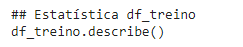 ## Estatística df_treino
df_treino.describe()